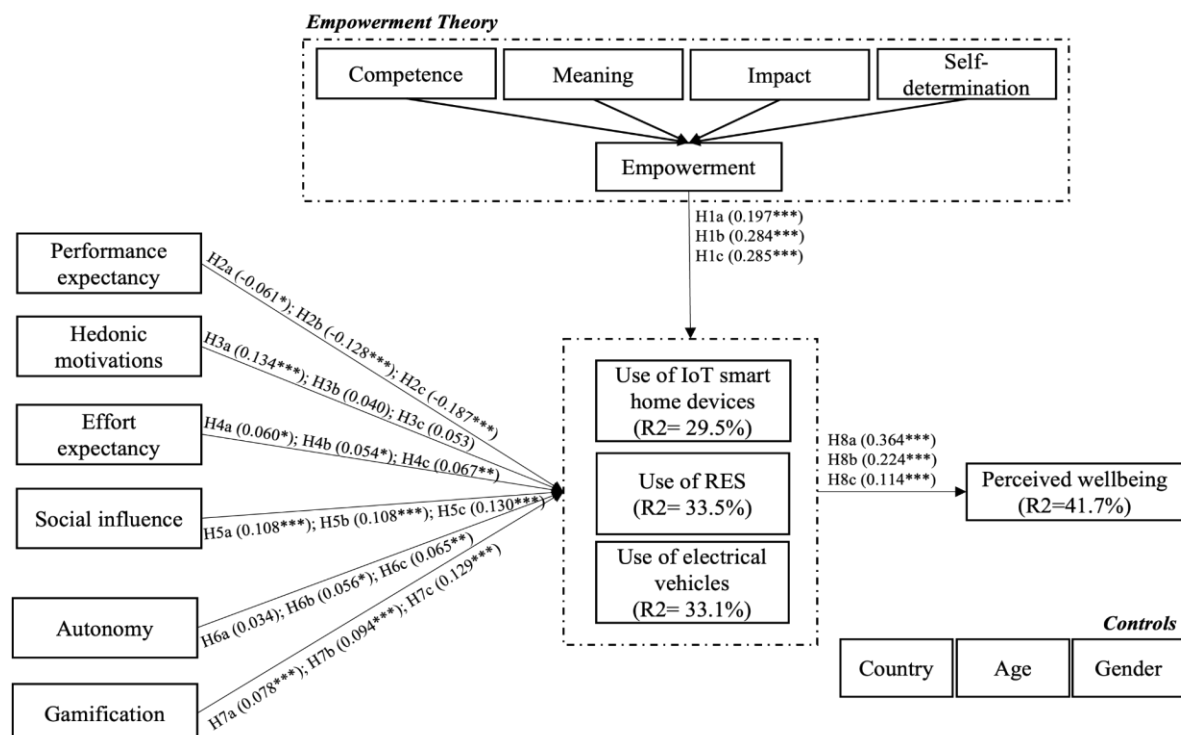 Empowerment Theory
Competence
Meaning
Impact
Self-
determination
Empowerment
H1a (0.197***)
H1b (0.284***)
H1c (0.285***)
Performance
expectancy
H2a (-0.061*); H2b (-0.128***); H2c (-0.187***)
Hedonic
motivations
H3a (0.134***); H3b (0.040); H3c (0.053)
Effort
expectancy
H4a (0.060*); H4b (0.054*); H4c (0.067**)
Social influence
H5a (0.108***); H5b (0.108***); H5c (0.130***)
Autonomy
H6a (0.034); H6b (0.056*); H6c (0.065**)
Gamification
H7a (0.078***); H7b (0.094***); H7c (0.129***)
Use of IoT smart
home devices
(R2= 29.5%)
Use of RES
(R2= 33.5%)
Use of electrical
vehicles
(R2= 33.1%)
H8a (0.364***)
H8b (0.224***)
H8c (0.114***)
Perceived wellbeing
(R2=41.7%)
Controls
Country
Age
Gender